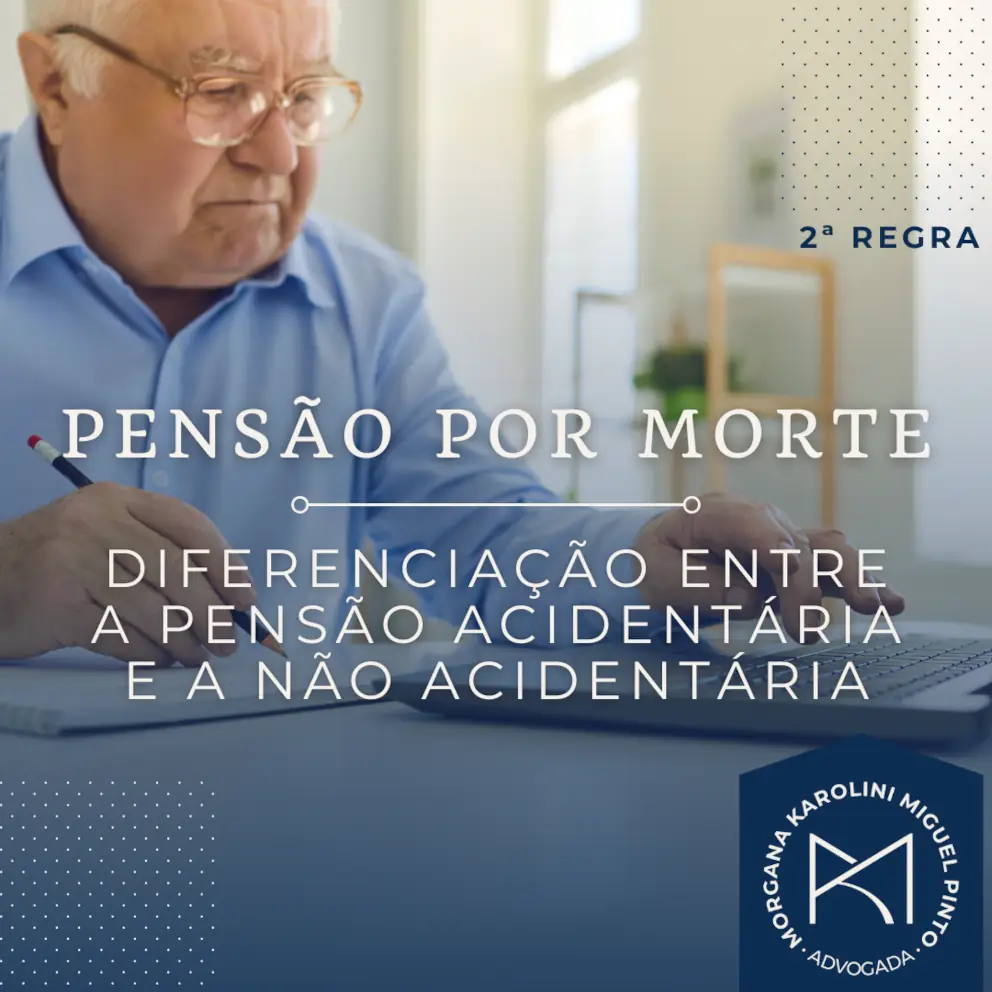 2ª REGRA
PENSÃO POR MORTE
DIFERENCIAÇÃO ENTRE
A PENSÃO ACIDENTÁRIA
E A NÃO ACIDENTÁRIA
MORGANA KAROLINI MIGUEL PINTO
· ADVOGADA ·